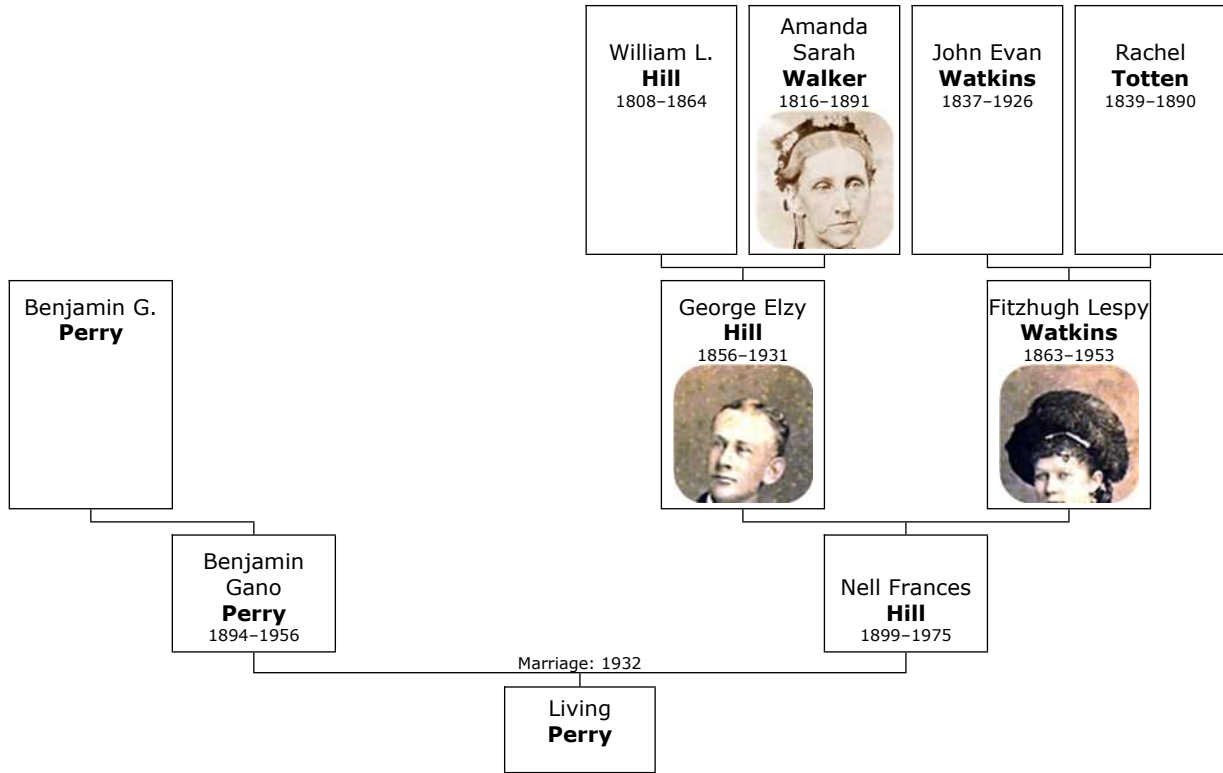 William L.
Hill
1808–1864
Amanda
Sarah
Walker
1816–1891
John Evan
Watkins
1837–1926
Rachel
Totten
1839–1890
Benjamin G.
Perry
George Elzy
Hill
1856–1931
Fitzhugh Lespy
Watkins
1863–1953
Benjamin
Gano
Perry
1894–1956
Nell Frances
Hill
1899–1975
Marriage: 1932
Living
Perry